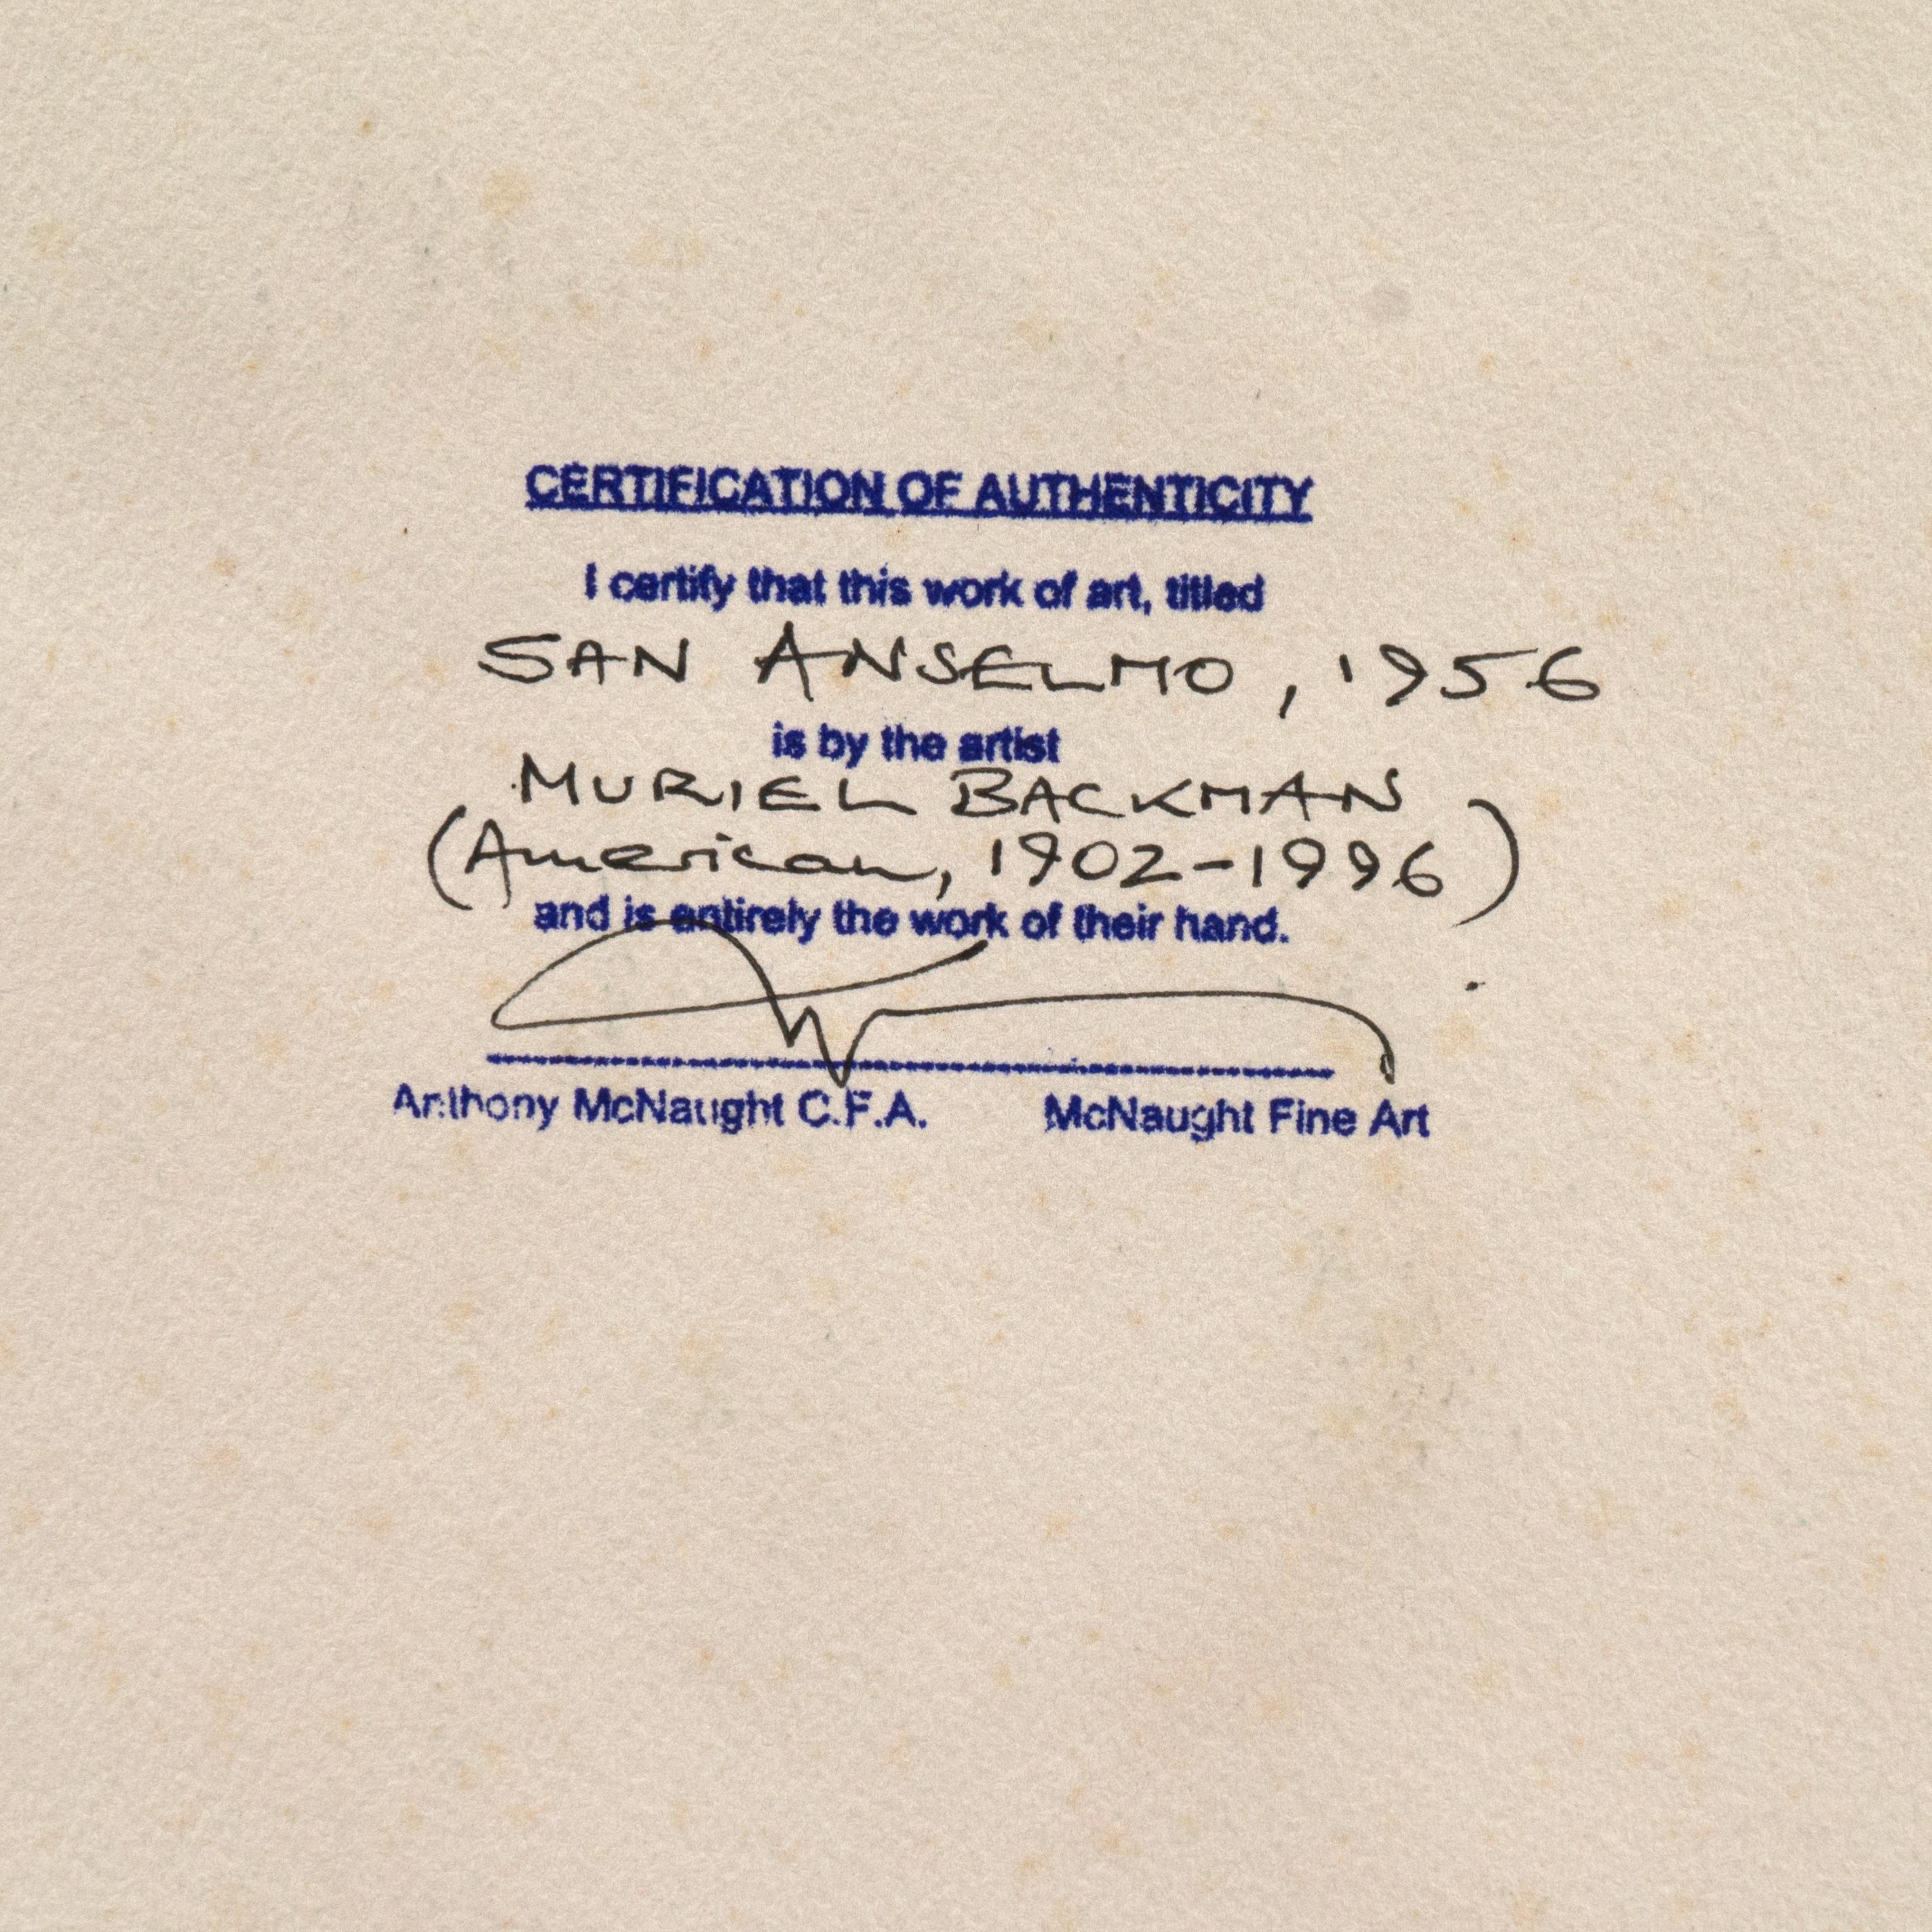 CERTIFICATION OF AUTHENTICITY
I certify that this work of art, titled
SAN ANSELMO, 1956
is by the artist
MURIEL BACKMAN
(American, 1902-1996)
and is entirely the work of their hand.
Anthony McNaught C.F.A. McNaught Fine Art